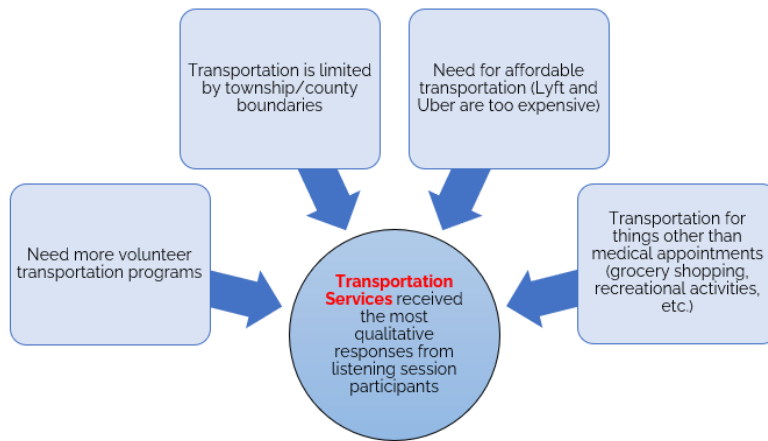 Transportation is limited
by township/county
boundaries
Need for affordable
transportation (Lyft and
Uber are too expensive)
Need more volunteer
transportation programs
Transportation for
things other than
medical appointments
(grocery shopping,
recreational activities,
etc.)
Transportation
Services received
the most
qualitative
responses from
listening session
participants